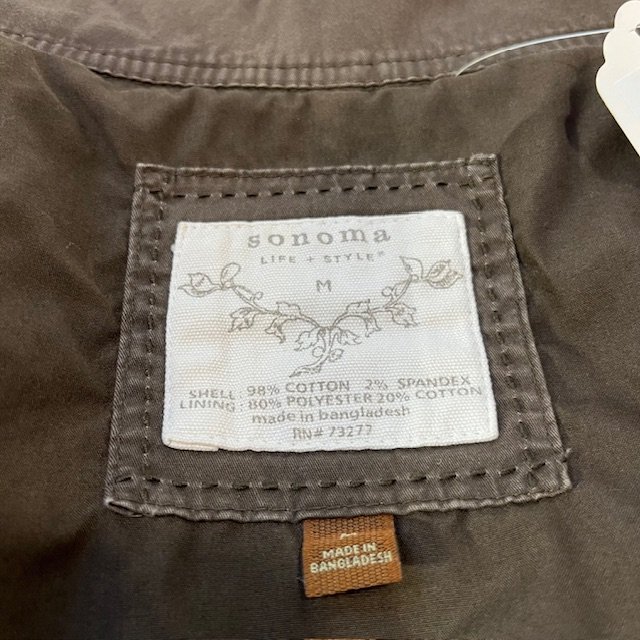 sonoma
LIFE + STYLE®
M
SHELL: 98% COTTON 2% SPANDEX
LINING: 80% POLYESTER 20% COTTON
made in bangladesh
RN# 73277
MADE IN
BANGLADESH